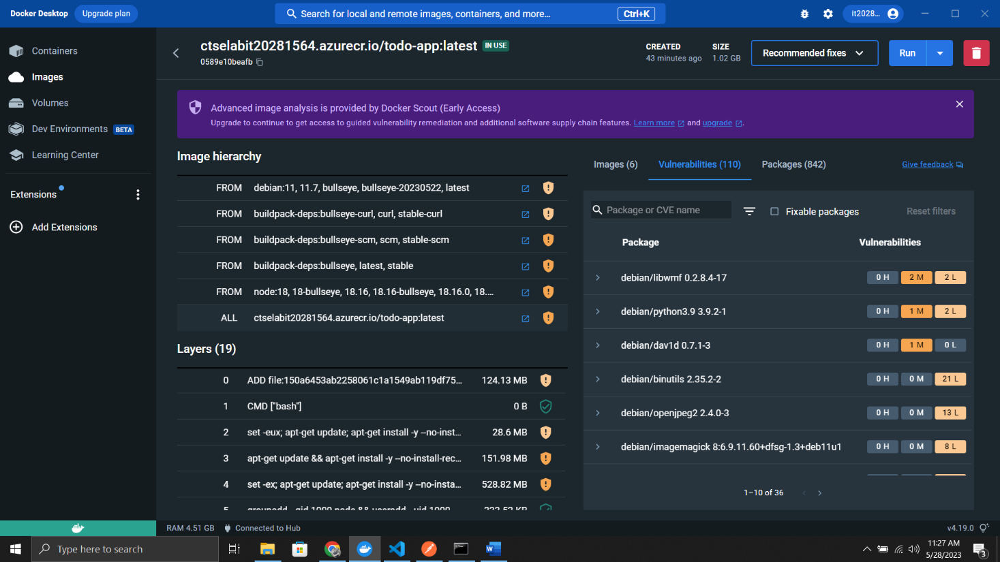 Docker Desktop Upgrade plan
Search for local and remote images, containers, and more... Ctrl+K
it2028...
Containers
Images
Volumes
Dev Environments BETA
Learning Center
Extensions
Add Extensions
ctselabit20281564.azurecr.io/todo-app:latest IN USE
0589e10beafb
CREATED
43 minutes ago
SIZE
1.02 GB
Recommended fixes
Run
Advanced image analysis is provided by Docker Scout (Early Access)
Upgrade to continue to get access to guided vulnerability remediation and additional software supply chain features. Learn more and upgrade .
Image hierarchy
FROM debian:11, 11.7, bullseye, bullseye-20230522, latest
FROM buildpack-deps:bullseye-curl, curl, stable-curl
FROM buildpack-deps:bullseye-scm, scm, stable-scm
FROM buildpack-deps:bullseye, latest, stable
FROM node:18, 18-bullseye, 18.16, 18.16-bullseye, 18.16.0, 18....
ALL ctselabit20281564.azurecr.io/todo-app:latest
Layers (19)
0 ADD file:150a6453ab2258061c1a1549ab119df75... 124.13 MB
1 CMD ["bash"] 0 B
2 set -eux; apt-get update; apt-get install -y --no-inst... 28.6 MB
3 apt-get update && apt-get install -y --no-install-rec... 151.98 MB
4 set -ex; apt-get update; apt-get install -y --no-insta... 528.82 MB
5 groupadd --gid 1000 node && useradd --uid 1000
Images (6)
Vulnerabilities (110)
Packages (842)
Give feedback
Package or CVE name
Fixable packages
Reset filters
Package Vulnerabilities
debian/libwmf 0.2.8.4-17 0 H 2 M 2 L
debian/python3.9 3.9.2-1 0 H 1 M 2 L
debian/dav1d 0.7.1-3 0 H 1 M 0 L
debian/binutils 2.35.2-2 0 H 0 M 21 L
debian/openjpeg2 2.4.0-3 0 H 0 M 13 L
debian/imagemagick 8:6.9.11.60+dfsg-1.3+deb11u1 0 H 0 M 8 L
1–10 of 36
RAM 4.51 GB Connected to Hub
v4.19.0
Type here to search
11:27 AM
5/28/2023
3